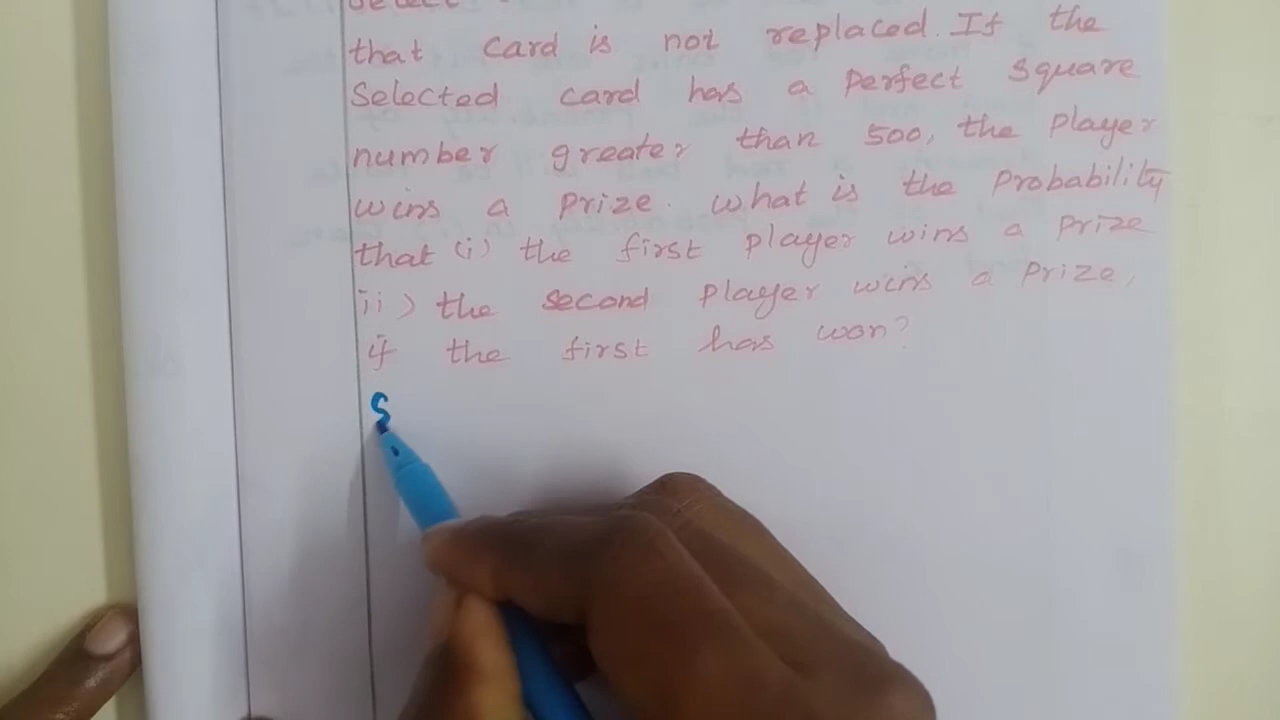 that card is not replaced. If the
Selected card has a perfect square
number greater than 500, the player
wins a prize. what is the probability
that (i) the first player wins a prize
ii) the second player wins a prize,
if the first has won?
S